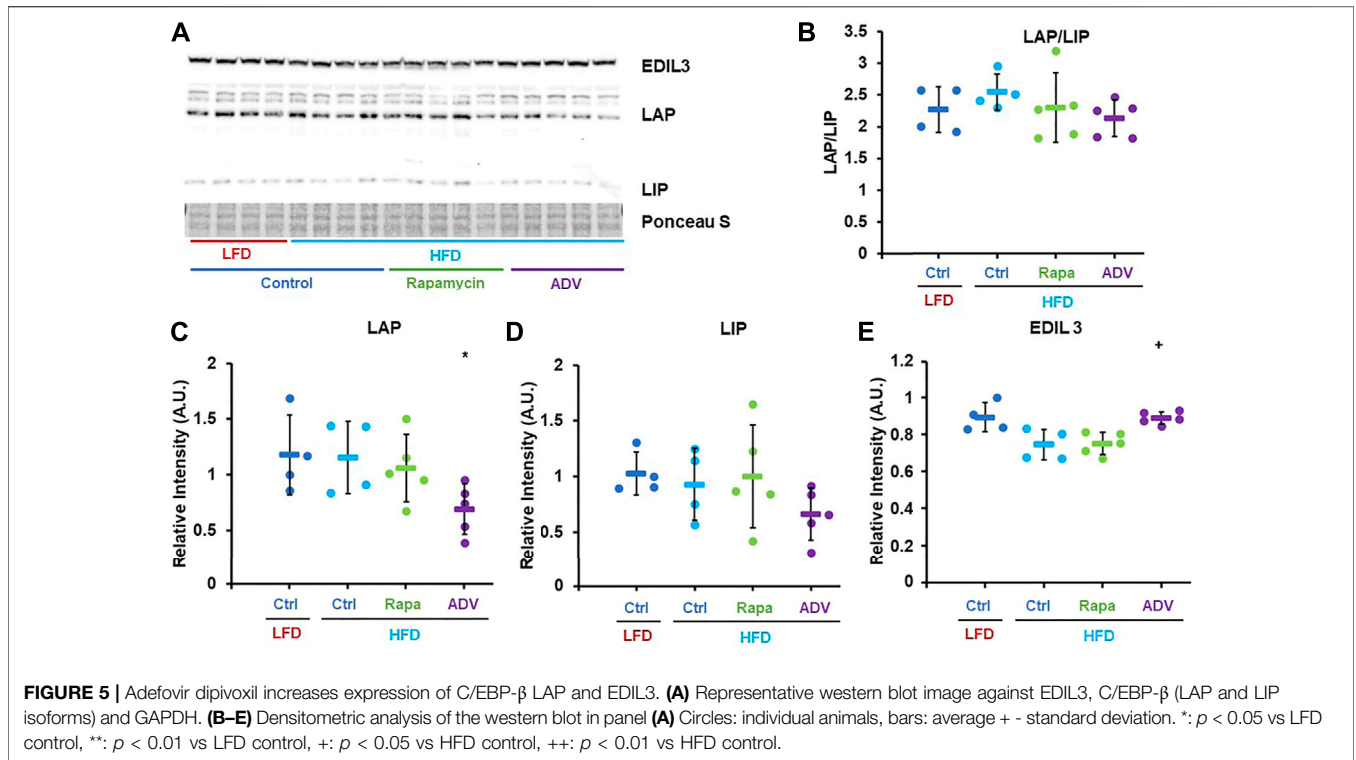 A
EDIL3
LAP
LIP
Ponceau S
LFD
HFD
Control
Rapamycin
ADV
B
LAP/LIP
LAP/LIP
3.5
3
2.5
2
1.5
1
0.5
0
Ctrl
Ctrl
Rapa
ADV
LFD
HFD
C
LAP
*
Relative Intensity (A.U.)
2
1.5
1
0.5
0
Ctrl
Ctrl
Rapa
ADV
LFD
HFD
D
LIP
Relative Intensity (A.U.)
2
1.5
1
0.5
0
Ctrl
Ctrl
Rapa
ADV
LFD
HFD
E
EDIL 3
+
Relative Intensity (A.U.)
1.2
1
0.8
0.6
0.4
0.2
0
Ctrl
Ctrl
Rapa
ADV
LFD
HFD
FIGURE 5 | Adefovir dipivoxil increases expression of C/EBP-β LAP and EDIL3. (A) Representative western blot image against EDIL3, C/EBP-β (LAP and LIP
isoforms) and GAPDH. (B–E) Densitometric analysis of the western blot in panel (A) Circles: individual animals, bars: average + - standard deviation. *: p < 0.05 vs LFD
control, **: p < 0.01 vs LFD control, +: p < 0.05 vs HFD control, ++: p < 0.01 vs HFD control.